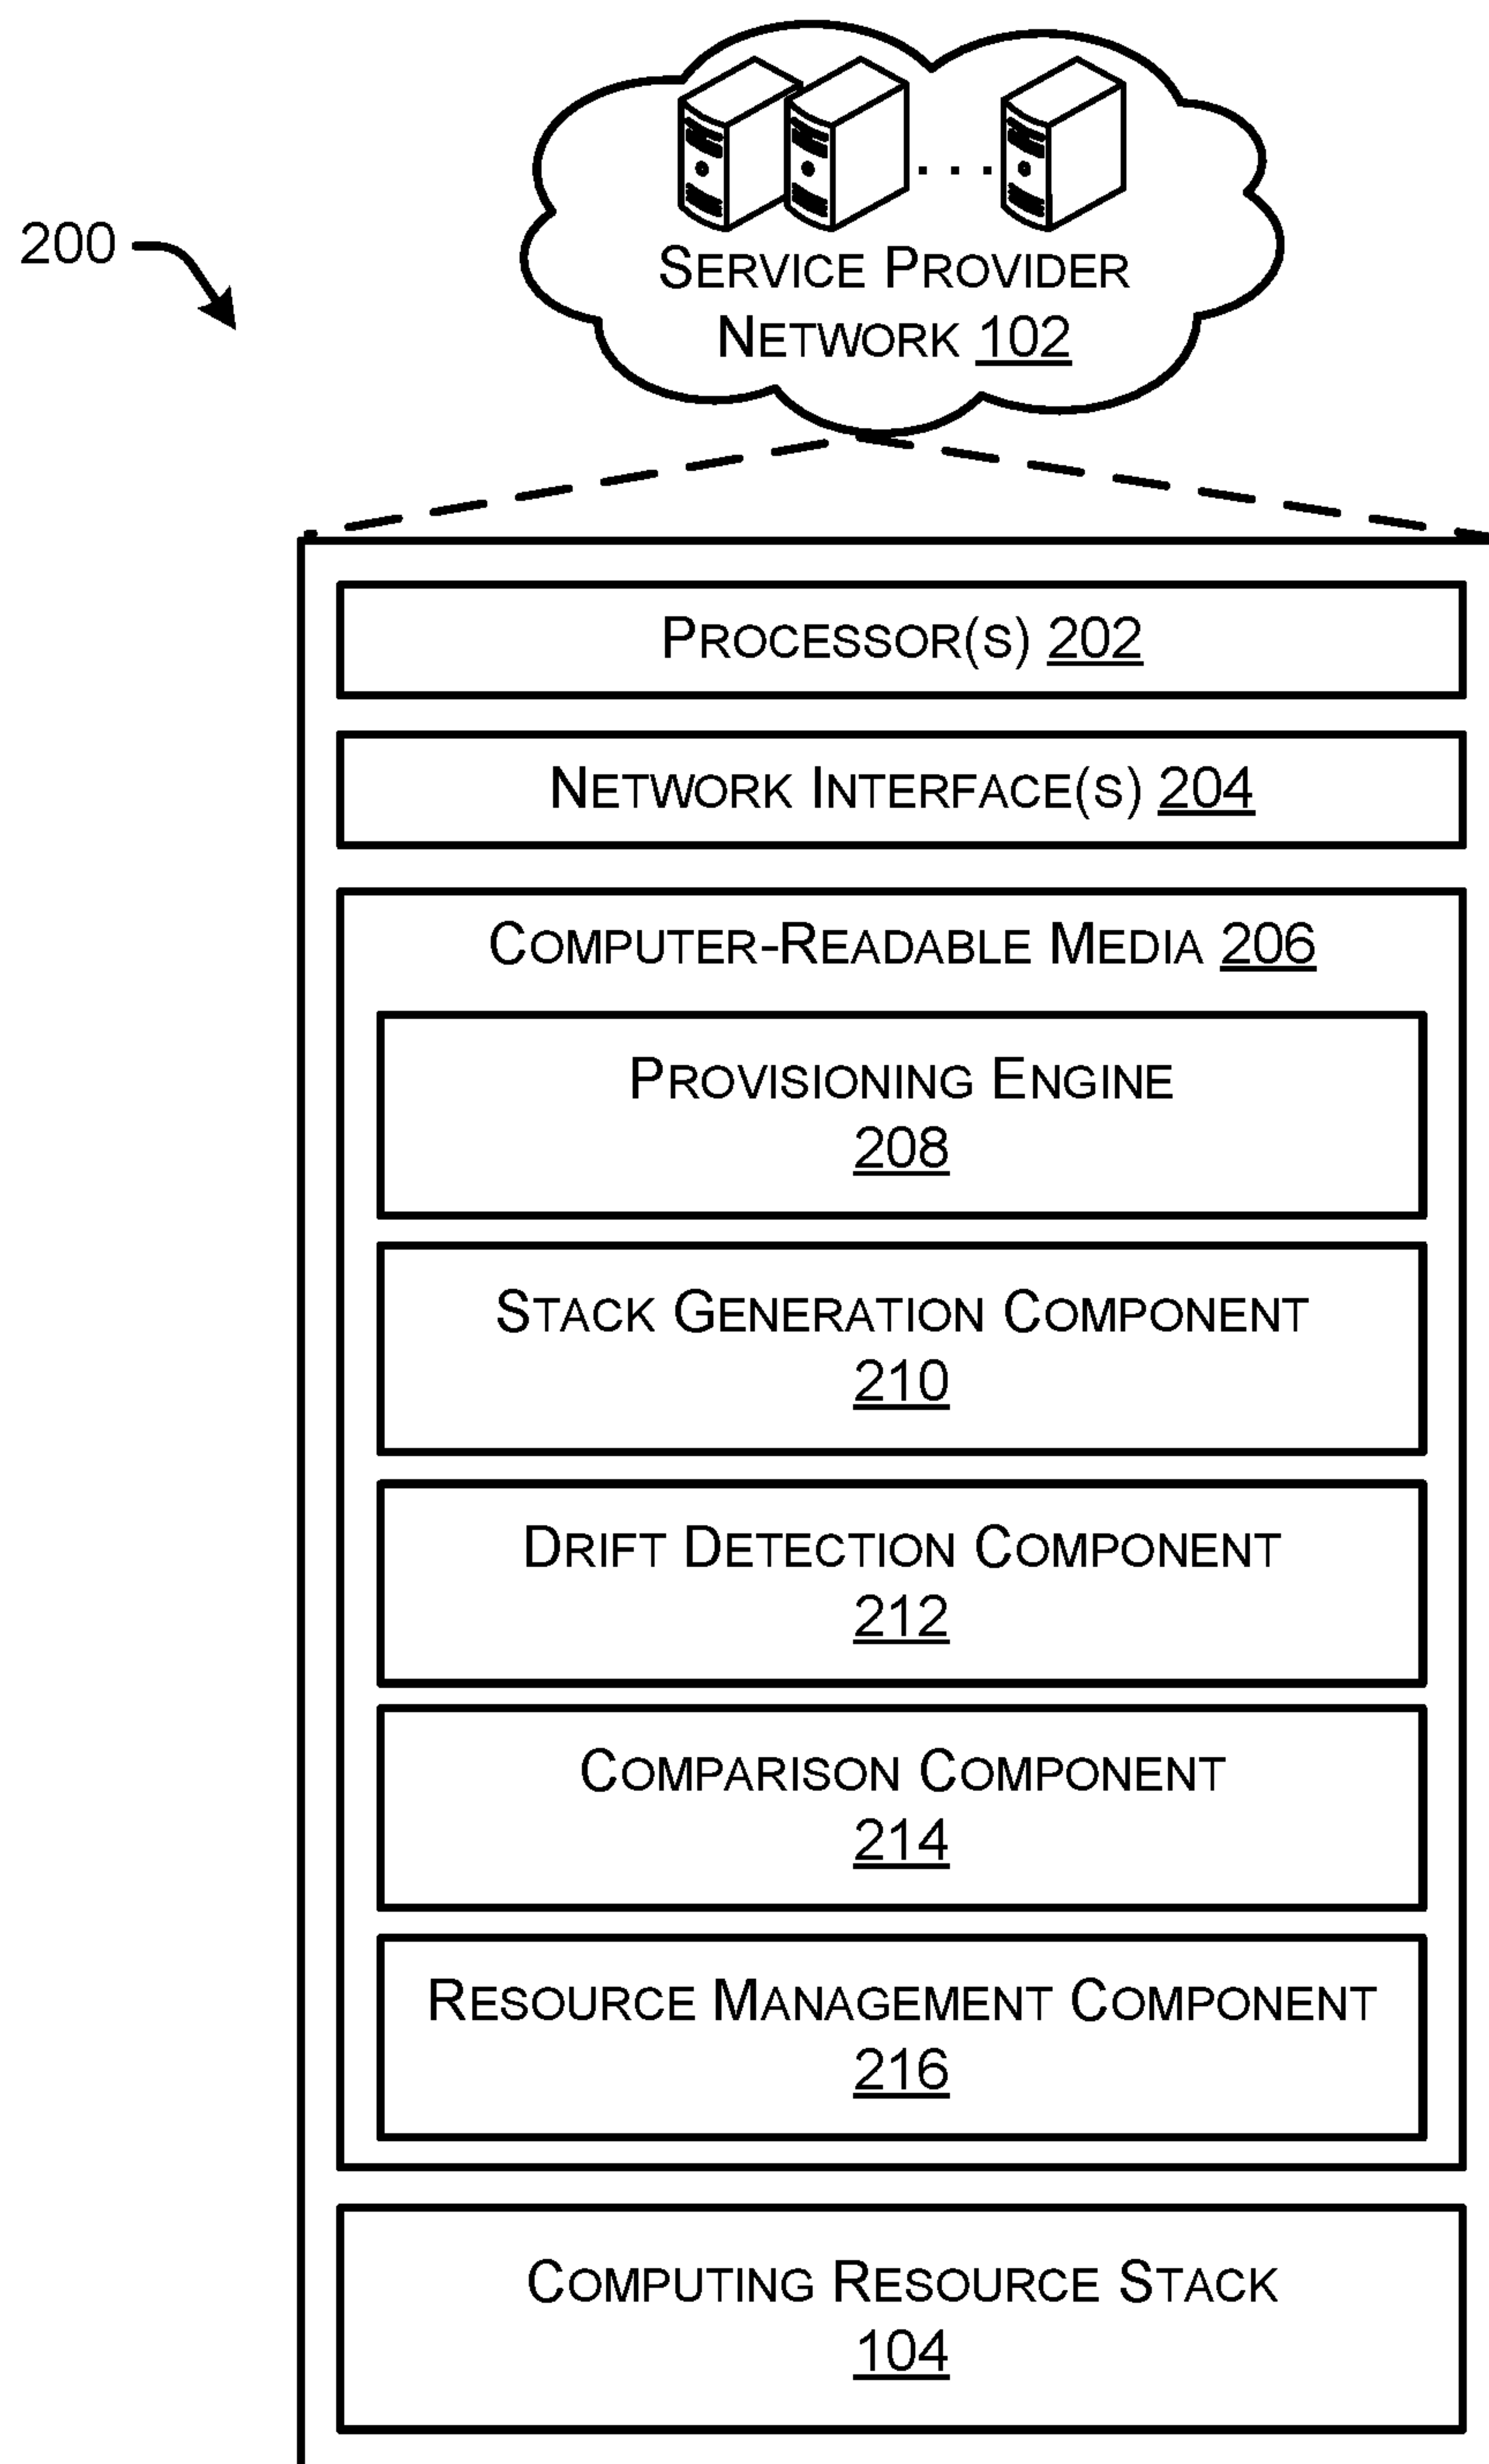 200
Service Provider
Network 102
Processor(s) 202
Network Interface(s) 204
Computer-Readable Media 206
Provisioning Engine
208
Stack Generation Component
210
Drift Detection Component
212
Comparison Component
214
Resource Management Component
216
Computing Resource Stack
104